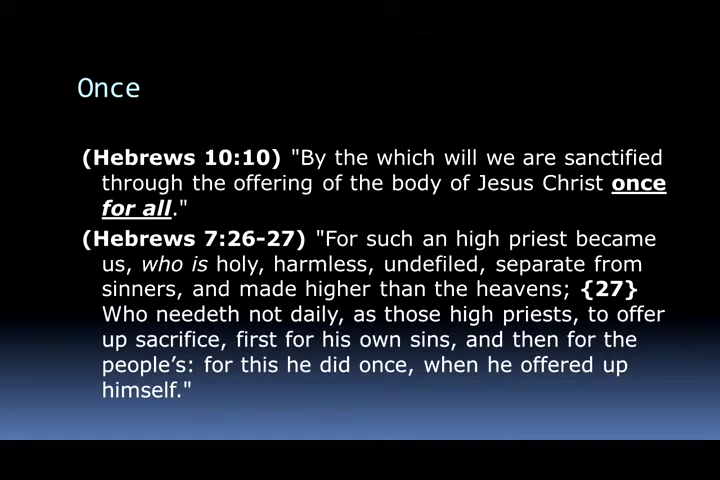 Once
(Hebrews 10:10) "By the which will we are sanctified
through the offering of the body of Jesus Christ once
for all."
(Hebrews 7:26-27) "For such an high priest became
us, who is holy, harmless, undefiled, separate from
sinners, and made higher than the heavens; {27}
Who needeth not daily, as those high priests, to offer
up sacrifice, first for his own sins, and then for the
people’s: for this he did once, when he offered up
himself."